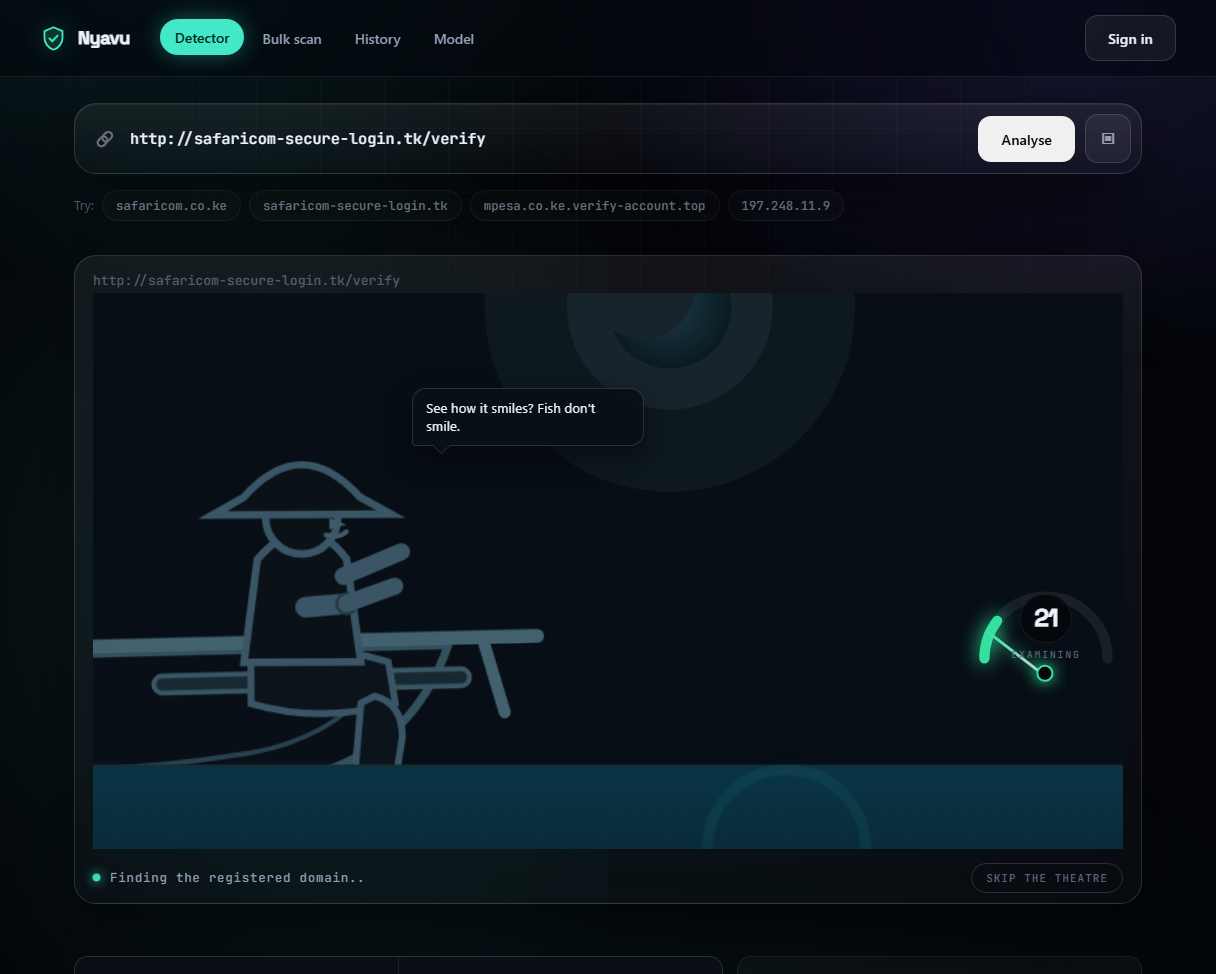 Nyavu
Detector
Bulk scan
History
Model
Sign in
http://safaricom-secure-login.tk/verify
Analyse
Try:
safaricom.co.ke
safaricom-secure-login.tk
mpesa.co.ke.verify-account.top
197.248.11.9
http://safaricom-secure-login.tk/verify
See how it smiles? Fish don't
smile.
21
EXAMINING
Finding the registered domain..
SKIP THE THEATRE